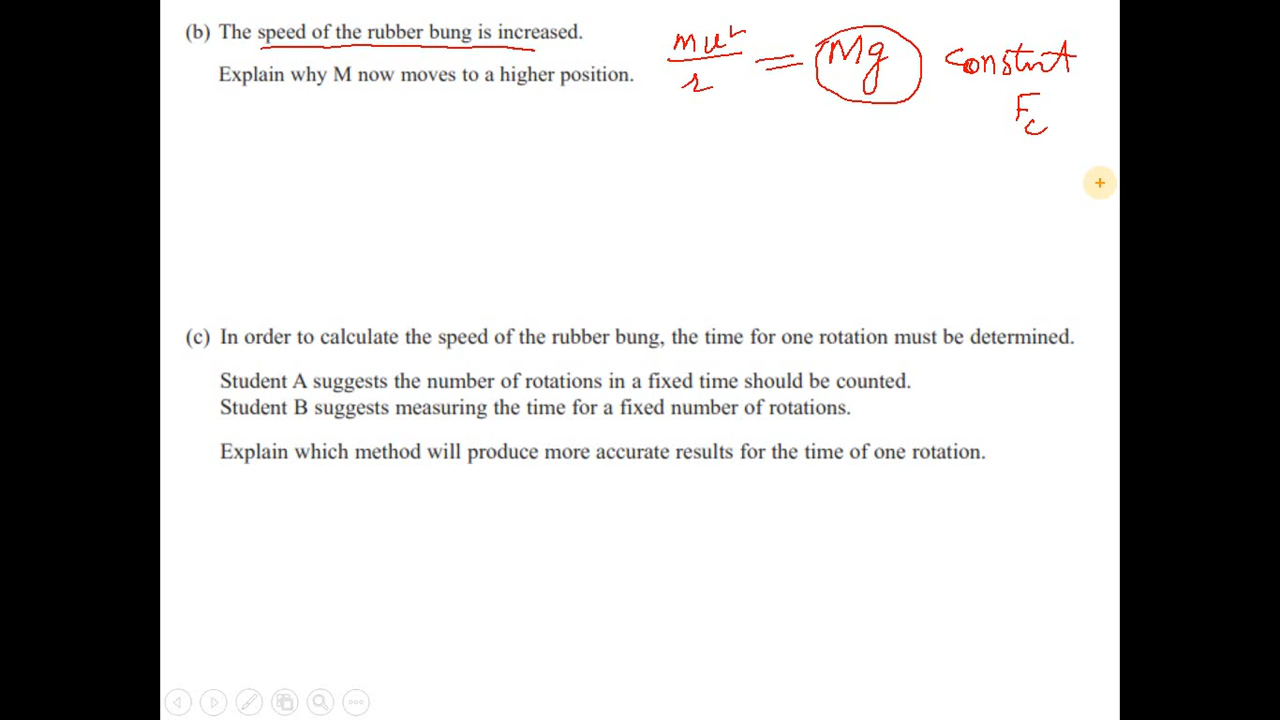 (b) The speed of the rubber bung is increased.
Explain why M now moves to a higher position.
mv²/r = Mg constant
Fc
(c) In order to calculate the speed of the rubber bung, the time for one rotation must be determined.
Student A suggests the number of rotations in a fixed time should be counted.
Student B suggests measuring the time for a fixed number of rotations.
Explain which method will produce more accurate results for the time of one rotation.